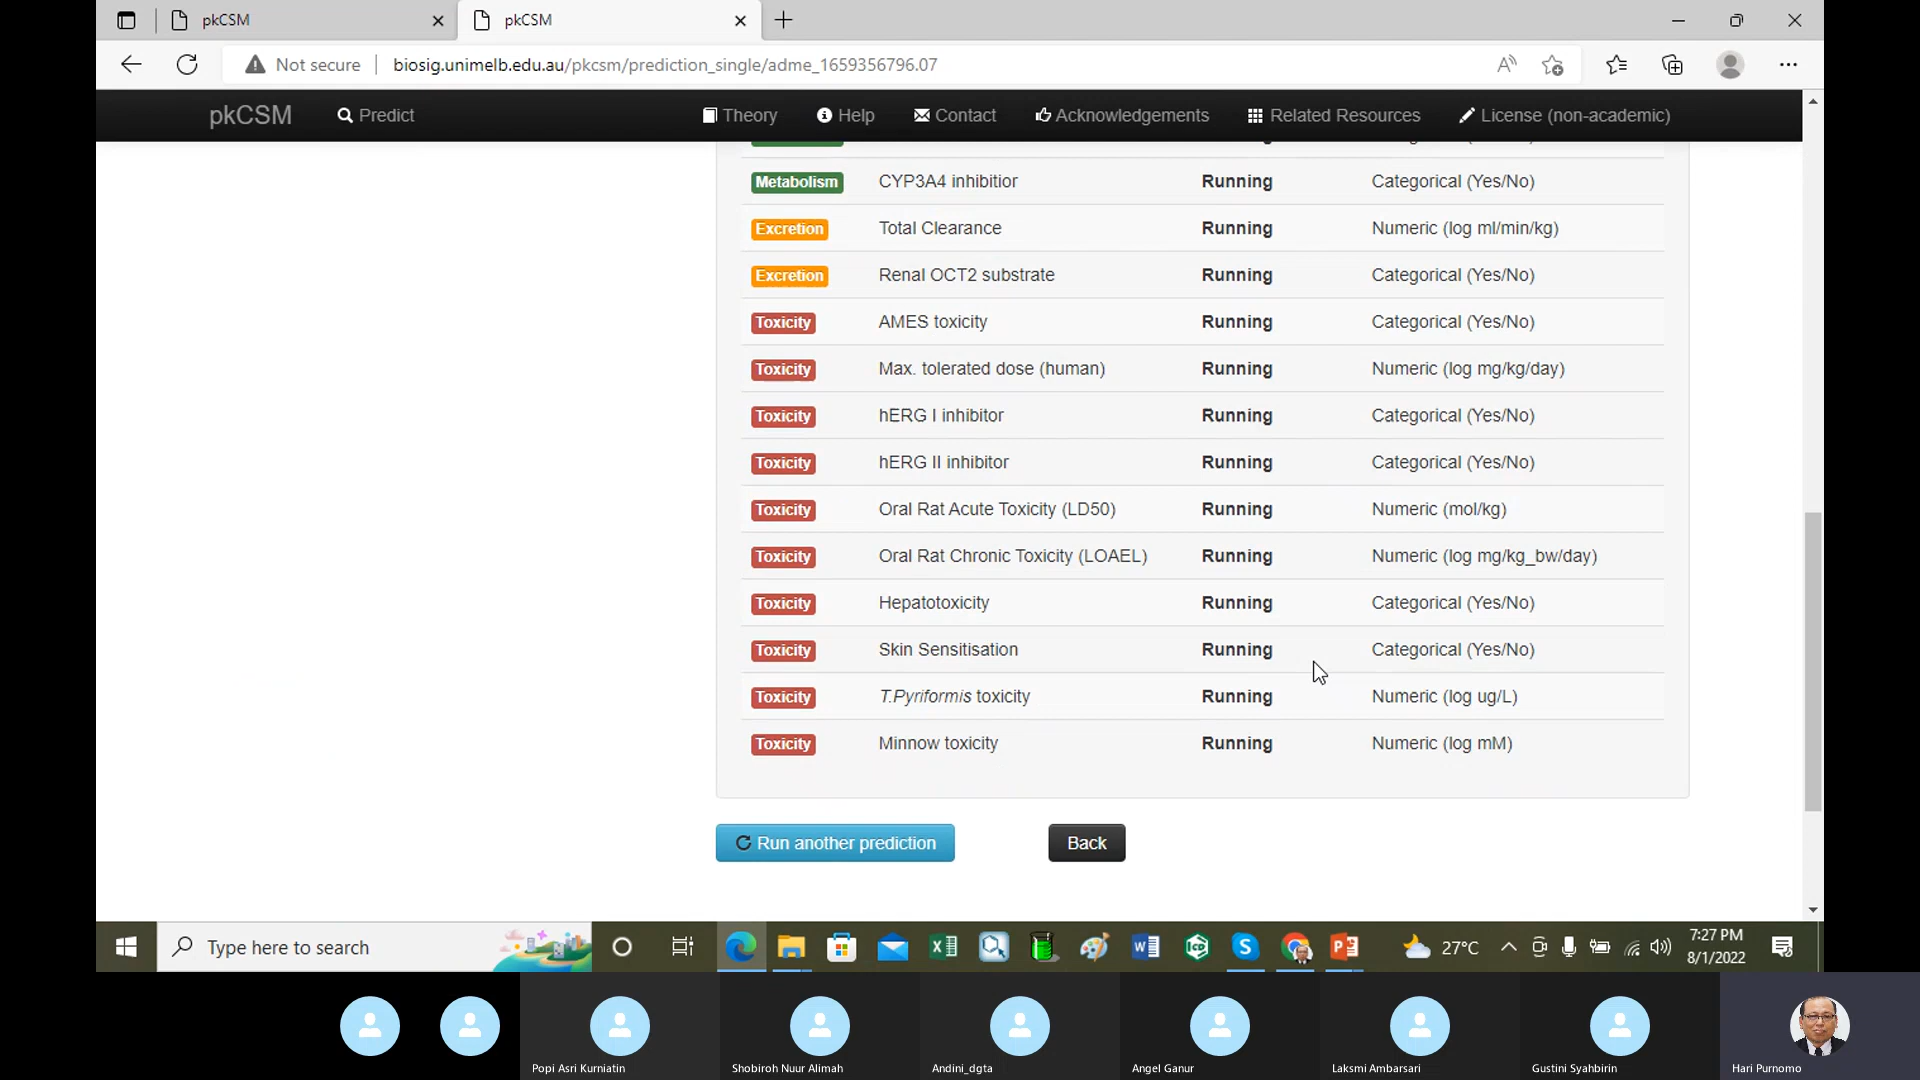 pkCSM
pkCSM
Not secure
biosig.unimelb.edu.au/pkcsm/prediction_single/adme_1659356796.07
pkCSM Predict Theory Help Contact Acknowledgements Related Resources License (non-academic)
Metabolism CYP3A4 inhibitior Running Categorical (Yes/No)
Excretion Total Clearance Running Numeric (log ml/min/kg)
Excretion Renal OCT2 substrate Running Categorical (Yes/No)
Toxicity AMES toxicity Running Categorical (Yes/No)
Toxicity Max. tolerated dose (human) Running Numeric (log mg/kg/day)
Toxicity hERG I inhibitor Running Categorical (Yes/No)
Toxicity hERG II inhibitor Running Categorical (Yes/No)
Toxicity Oral Rat Acute Toxicity (LD50) Running Numeric (mol/kg)
Toxicity Oral Rat Chronic Toxicity (LOAEL) Running Numeric (log mg/kg_bw/day)
Toxicity Hepatotoxicity Running Categorical (Yes/No)
Toxicity Skin Sensitisation Running Categorical (Yes/No)
Toxicity T.Pyriformis toxicity Running Numeric (log ug/L)
Toxicity Minnow toxicity Running Numeric (log mM)
Run another prediction Back
Type here to search
27°C
7:27 PM
8/1/2022
Popi Asri Kurniatin
Shobiroh Nuur Alimah
Andini_dgta
Angel Ganur
Laksmi Ambarsari
Gustini Syahbirin
Hari Purnomo